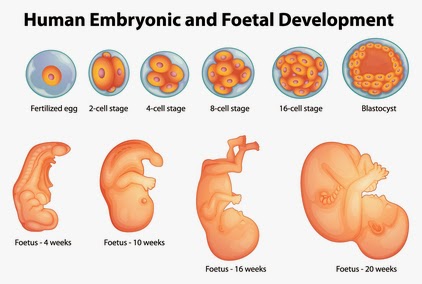 Human Embryonic and Foetal Development
Fertilized egg
2-cell stage
4-cell stage
8-cell stage
16-cell stage
Blastocyst
Foetus - 4 weeks
Foetus - 10 weeks
Foetus - 16 weeks
Foetus - 20 weeks